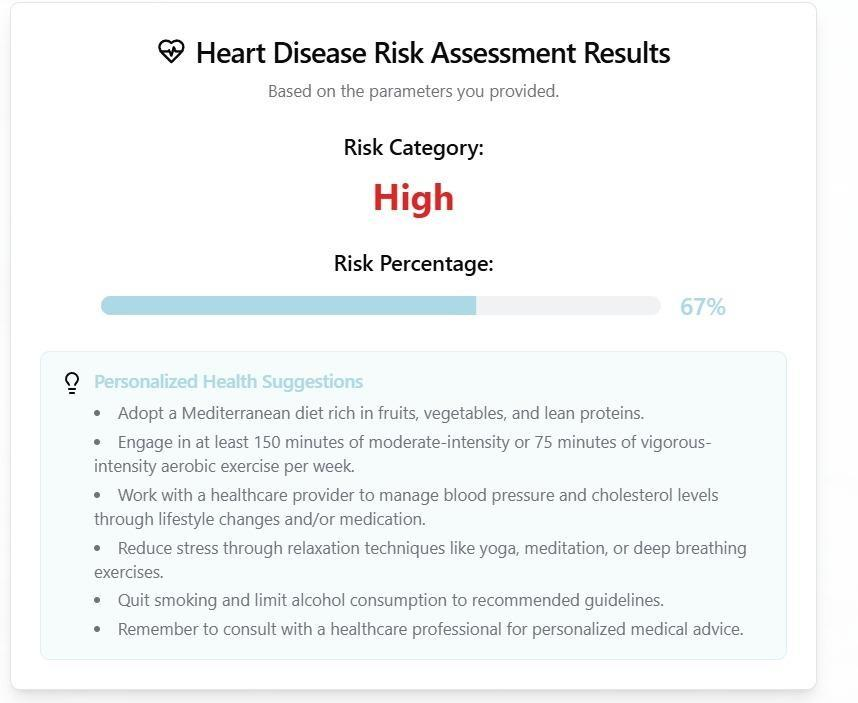 Heart Disease Risk Assessment Results
Based on the parameters you provided.
Risk Category:
High
Risk Percentage:
67%
Personalized Health Suggestions
• Adopt a Mediterranean diet rich in fruits, vegetables, and lean proteins.
• Engage in at least 150 minutes of moderate-intensity or 75 minutes of vigorous-
intensity aerobic exercise per week.
• Work with a healthcare provider to manage blood pressure and cholesterol levels
through lifestyle changes and/or medication.
• Reduce stress through relaxation techniques like yoga, meditation, or deep breathing
exercises.
• Quit smoking and limit alcohol consumption to recommended guidelines.
• Remember to consult with a healthcare professional for personalized medical advice.